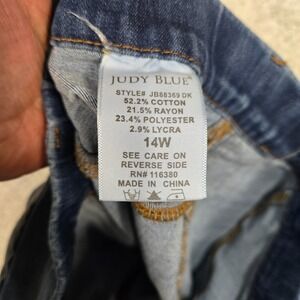 JUDY BLUE®
STYLE# JB88369 DK
52.2% COTTON
21.5% RAYON
23.4% POLYESTER
2.9% LYCRA
14W
SEE CARE ON
REVERSE SIDE
RN# 116380
MADE IN CHINA